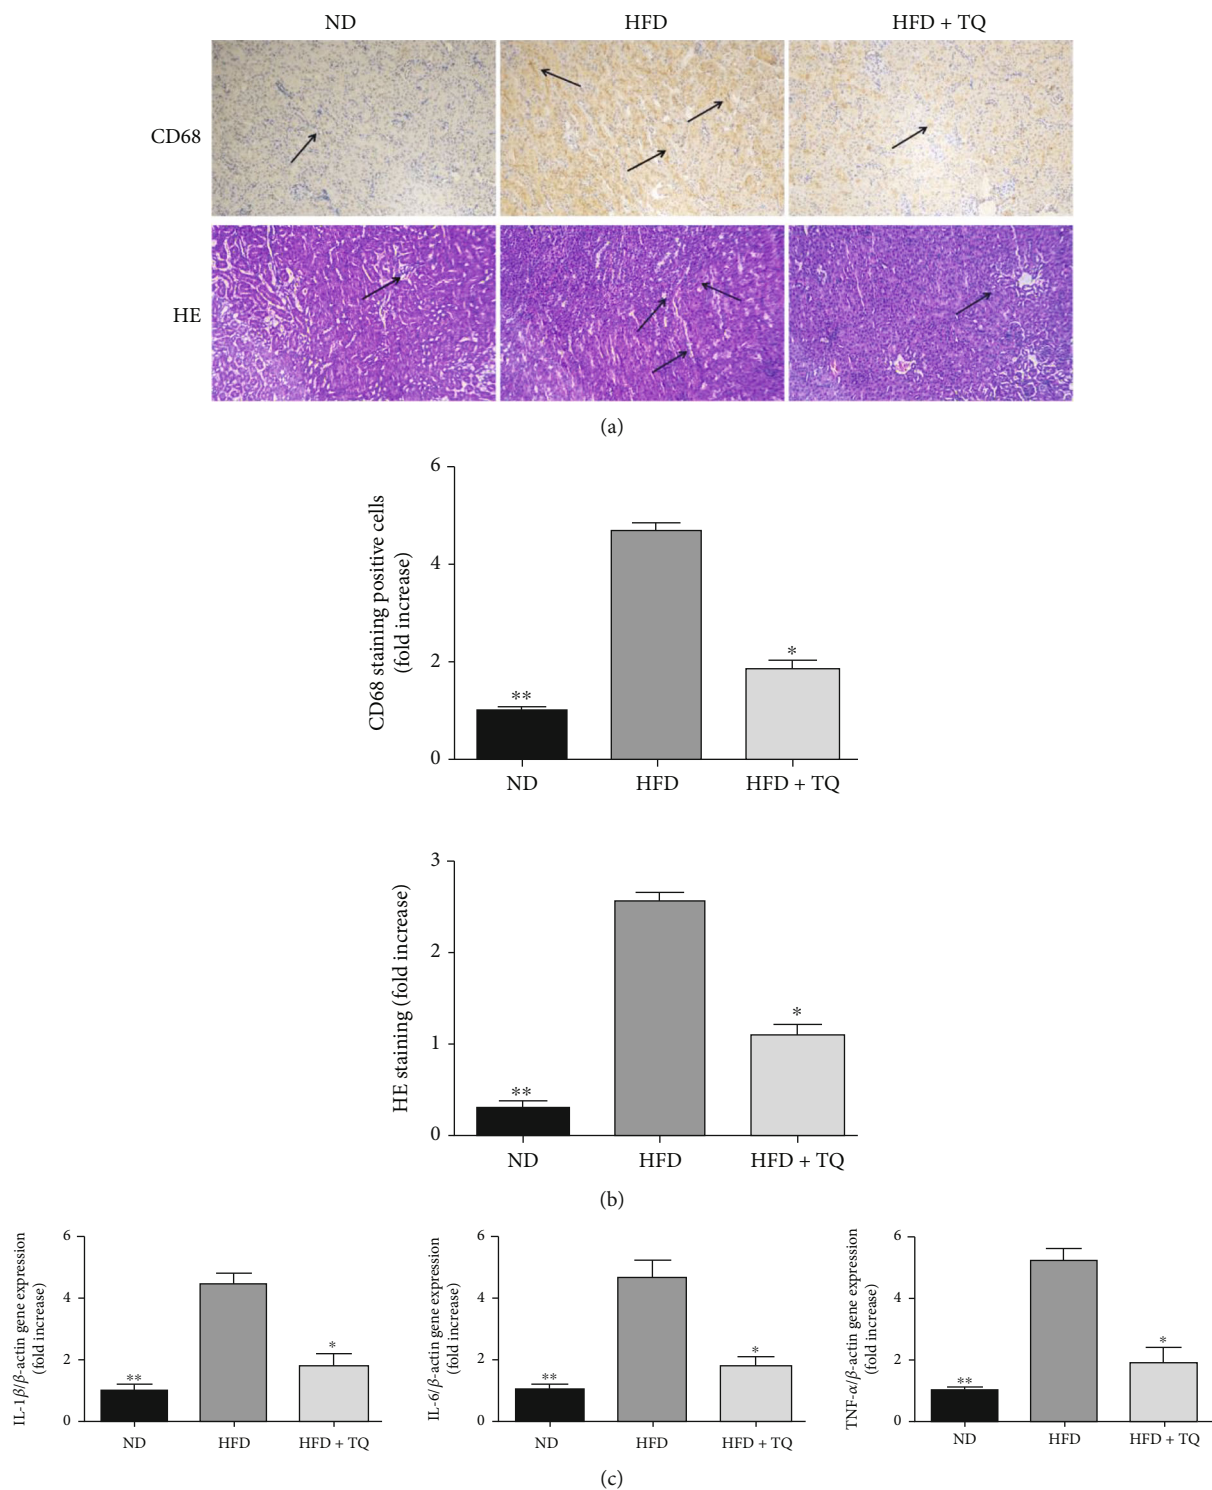 ND HFD HFD + TQ
CD68
HE
(a)
CD68 staining positive cells
(fold increase)
6
4
2
0
**
*
ND HFD HFD + TQ
HE staining (fold increase)
3
2
1
0
**
*
ND HFD HFD + TQ
(b)
IL-1β/β-actin gene expression
(fold increase)
6
4
2
0
**
*
ND HFD HFD + TQ
IL-6/β-actin gene expression
(fold increase)
6
4
2
0
**
*
ND HFD HFD + TQ
TNF-α/β-actin gene expression
(fold increase)
6
4
2
0
**
*
ND HFD HFD + TQ
(c)